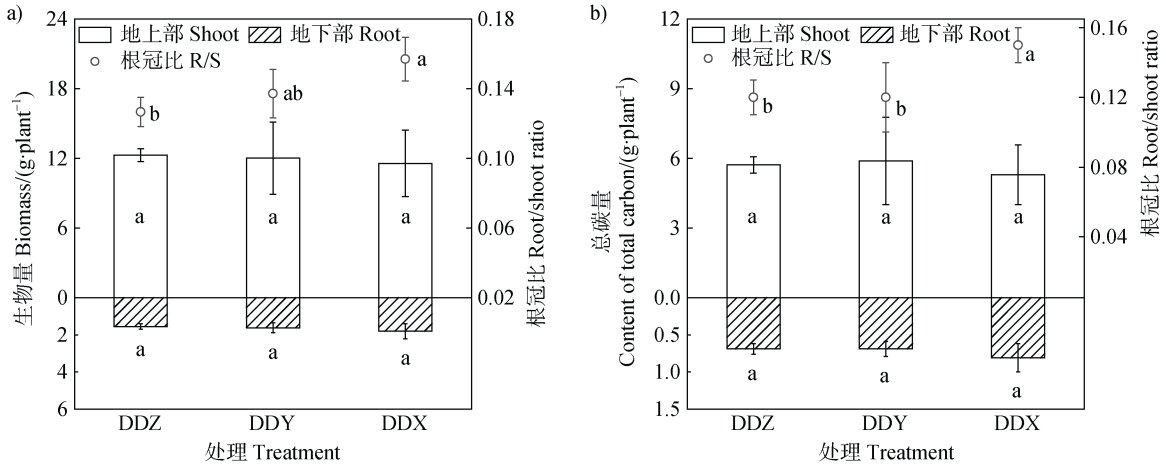 a)
生物量 Biomass/(g·plant⁻¹)
24
18
12
6
0
2
4
6
地上部 Shoot 地下部 Root
根冠比 R/S
b
ab
a
a
a
a
a
a
a
0.18
0.14
0.10
0.06
0.02
根冠比 Root/shoot ratio
DDZ DDY DDX
处理 Treatment
b)
总碳量
Content of total carbon/(g·plant⁻¹)
12
9
6
3
0.0
0.5
1.0
1.5
地上部 Shoot 地下部 Root
根冠比 R/S
b
b
a
a
a
a
a
a
a
0.16
0.12
0.08
0.04
根冠比 Root/shoot ratio
DDZ DDY DDX
处理 Treatment